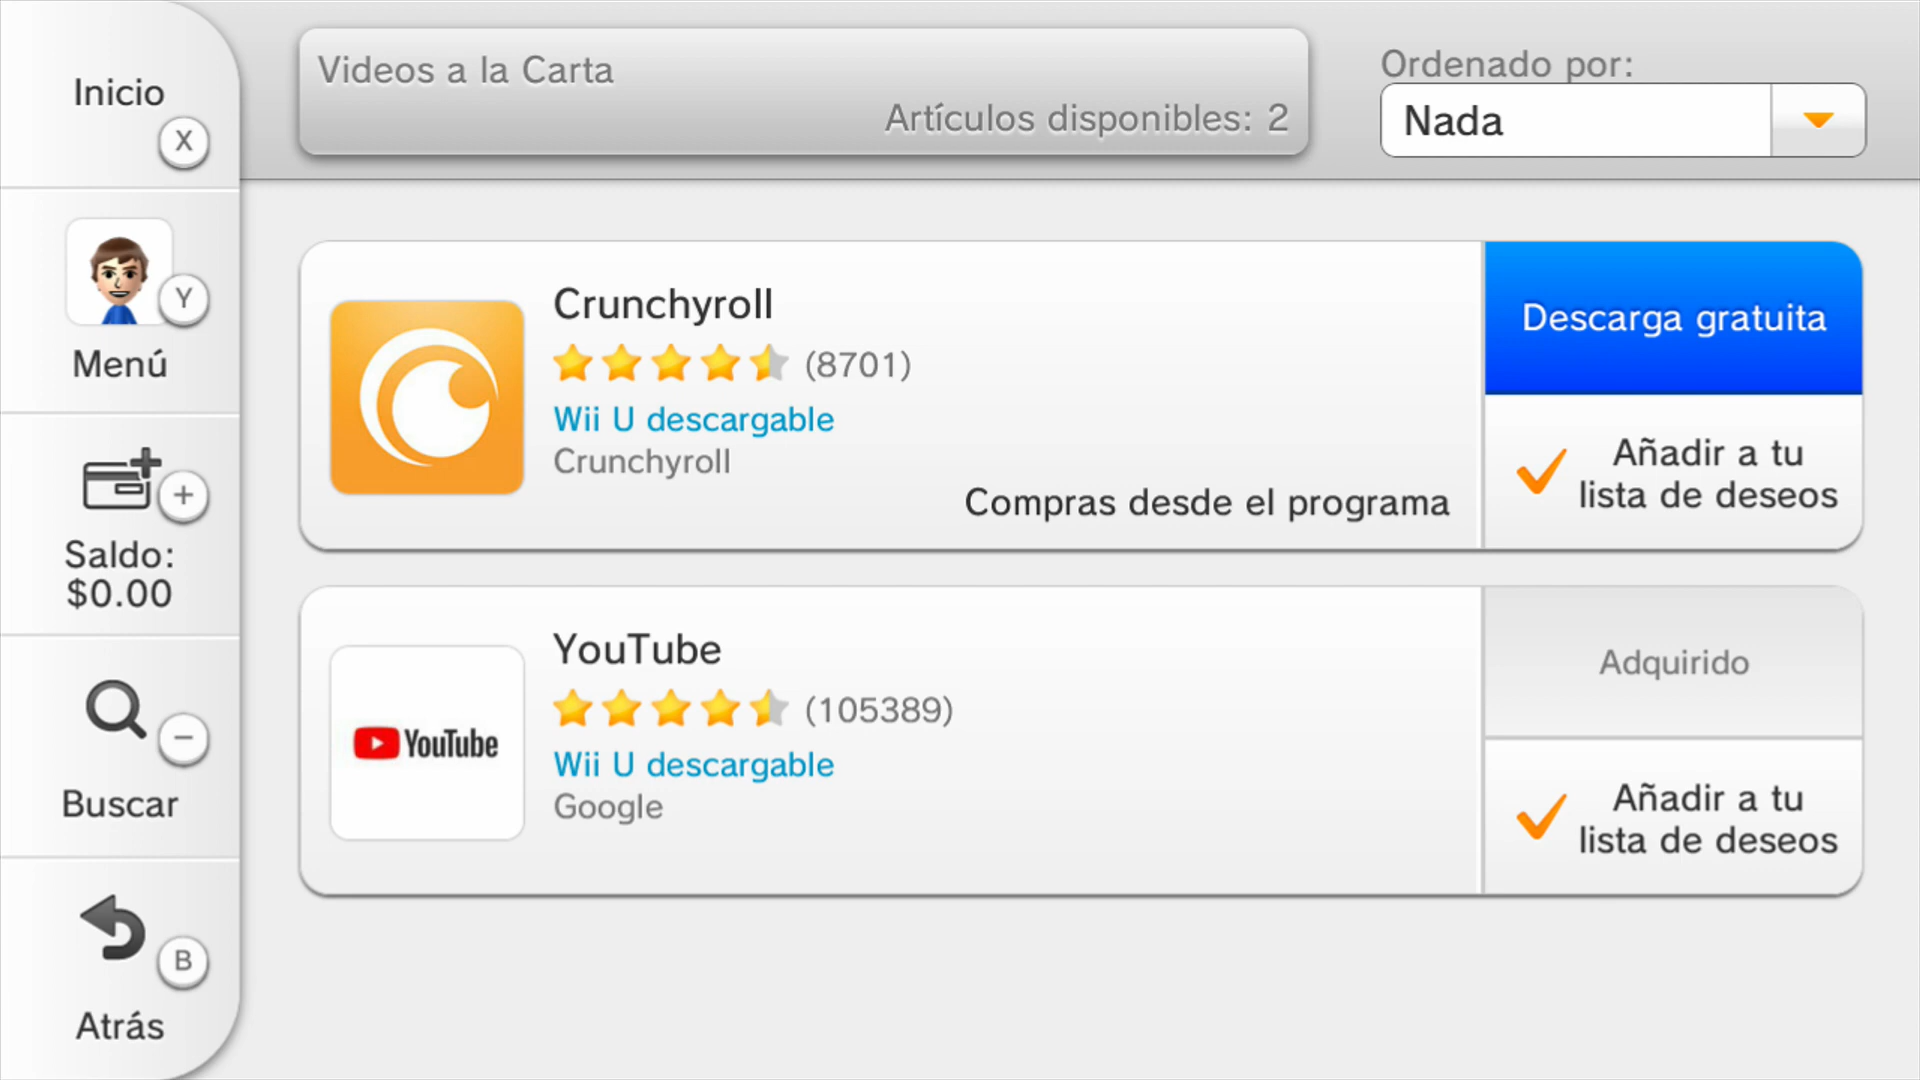 Inicio
X
Y
Menú
+
Saldo:
$0.00
−
Buscar
B
Atrás
Videos a la Carta
Artículos disponibles: 2
Ordenado por:
Nada
Crunchyroll
(8701)
Wii U descargable
Crunchyroll
Compras desde el programa
Descarga gratuita
Añadir a tu
lista de deseos
YouTube
YouTube
(105389)
Wii U descargable
Google
Adquirido
Añadir a tu
lista de deseos